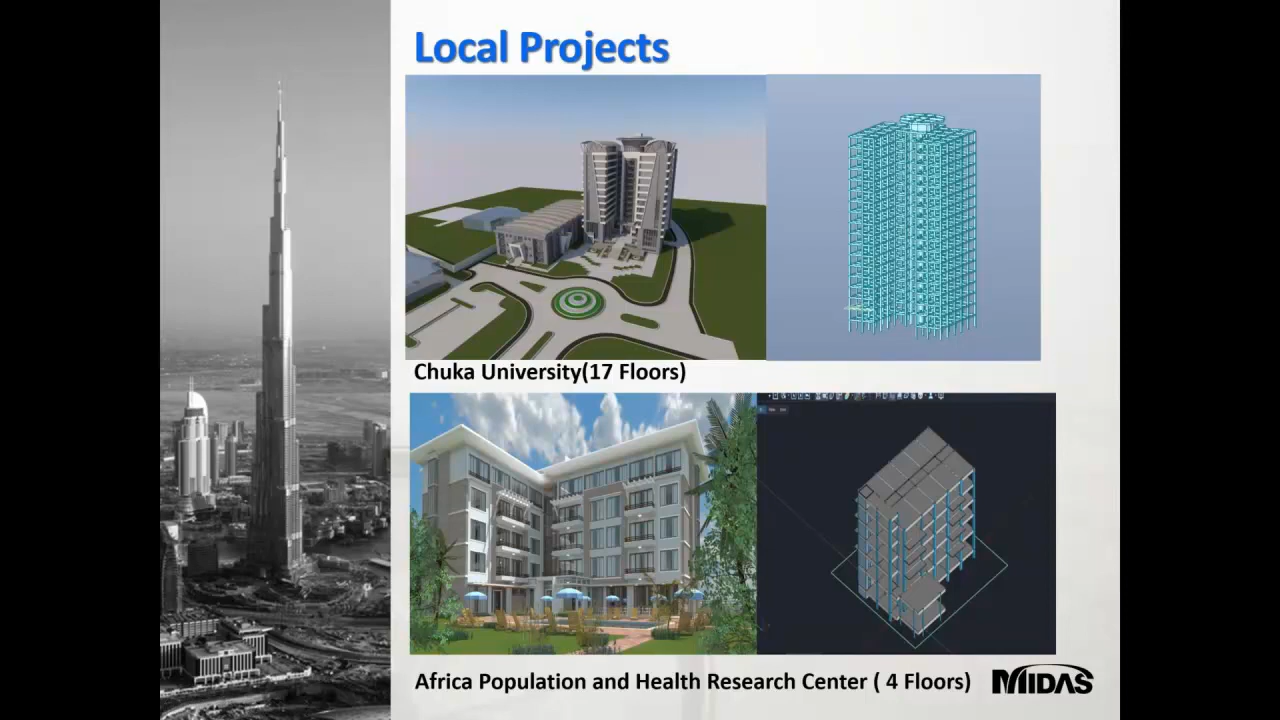 Local Projects
Chuka University(17 Floors)
Africa Population and Health Research Center ( 4 Floors)
MIDAS